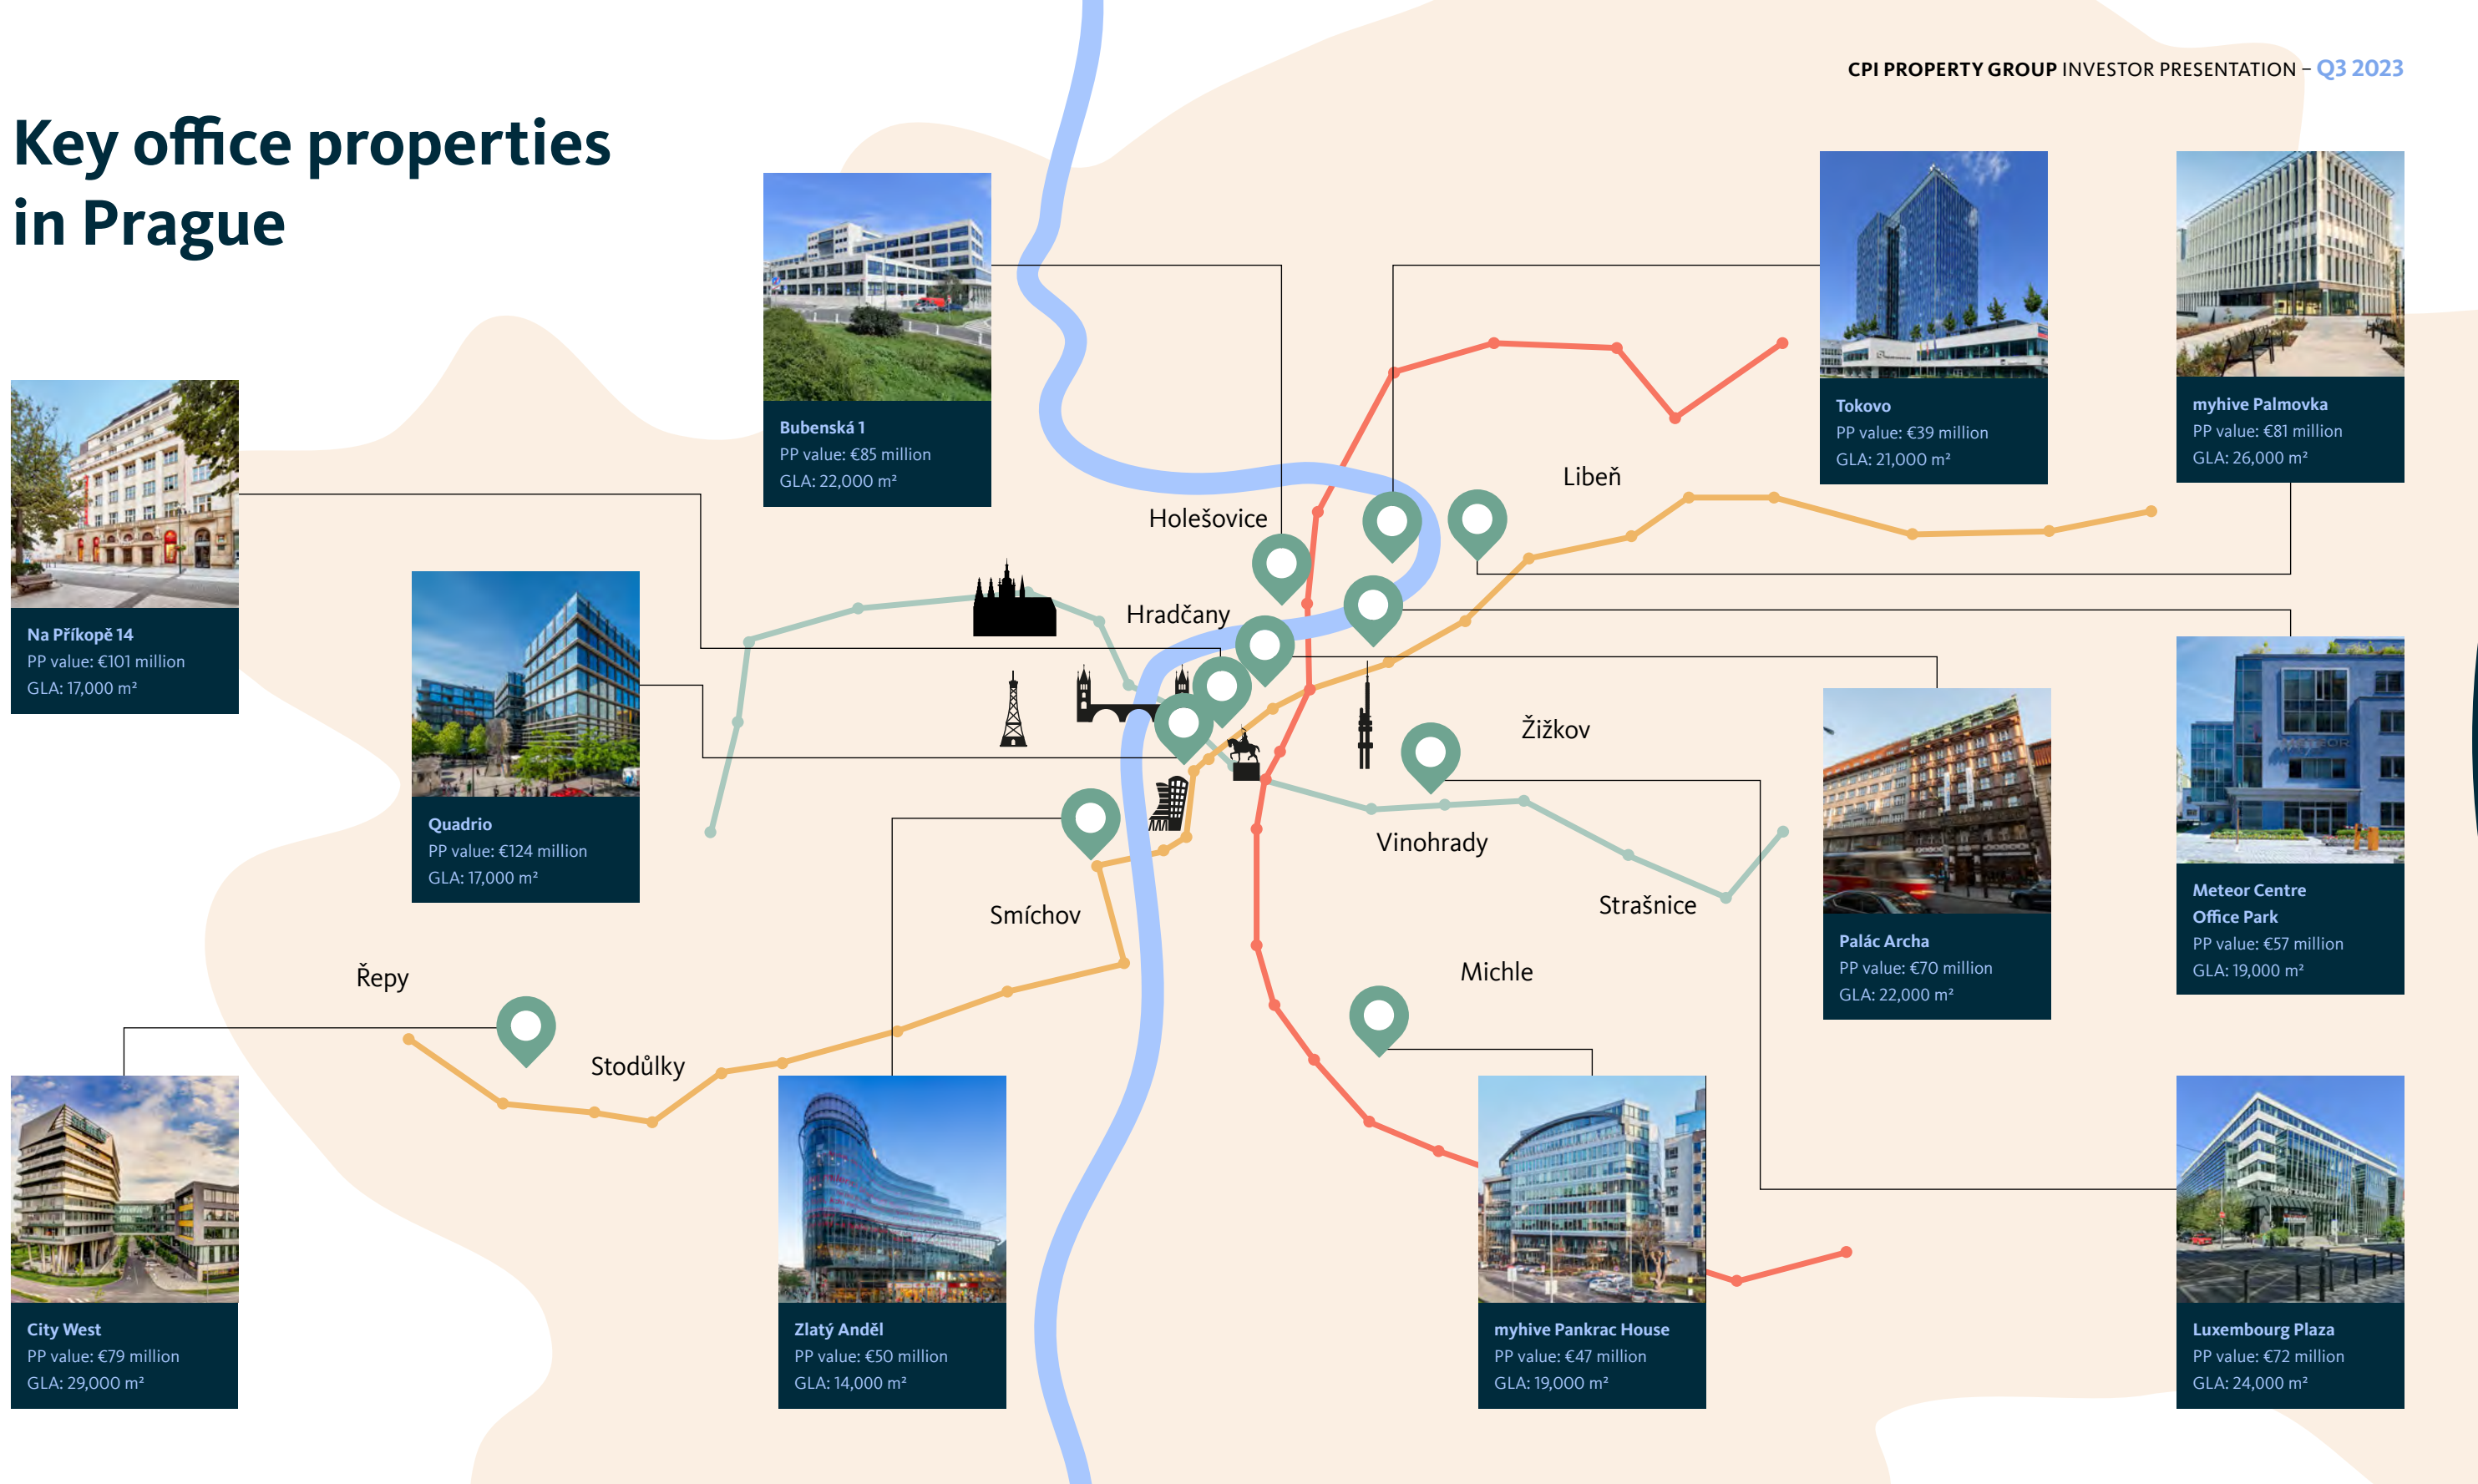 CPI PROPERTY GROUP INVESTOR PRESENTATION – Q3 2023
Key office properties
in Prague
Bubenská 1
PP value: €85 million
GLA: 22,000 m²
Tokovo
PP value: €39 million
GLA: 21,000 m²
myhive Palmovka
PP value: €81 million
GLA: 26,000 m²
Na Příkopě 14
PP value: €101 million
GLA: 17,000 m²
Quadrio
PP value: €124 million
GLA: 17,000 m²
Libeň
Holešovice
Hradčany
Žižkov
Vinohrady
Strašnice
Smíchov
Michle
Řepy
Stodůlky
Palác Archa
PP value: €70 million
GLA: 22,000 m²
METEOR
Meteor Centre
Office Park
PP value: €57 million
GLA: 19,000 m²
City West
PP value: €79 million
GLA: 29,000 m²
Zlatý Anděl
PP value: €50 million
GLA: 14,000 m²
myhive Pankrac House
PP value: €47 million
GLA: 19,000 m²
Luxembourg Plaza
PP value: €72 million
GLA: 24,000 m²